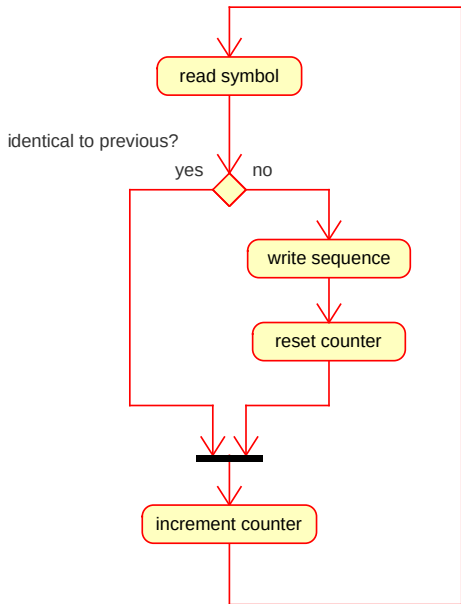 read symbol
identical to previous?
yes
no
write sequence
reset counter
increment counter